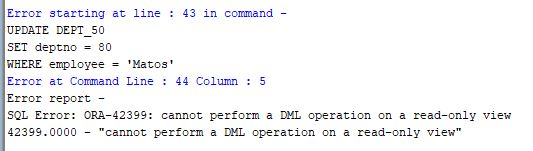 Error starting at line : 43 in command -
UPDATE DEPT_50
SET deptno = 80
WHERE employee = 'Matos'
Error at Command Line : 44 Column : 5
Error report -
SQL Error: ORA-42399: cannot perform a DML operation on a read-only view
42399.0000 - "cannot perform a DML operation on a read-only view"